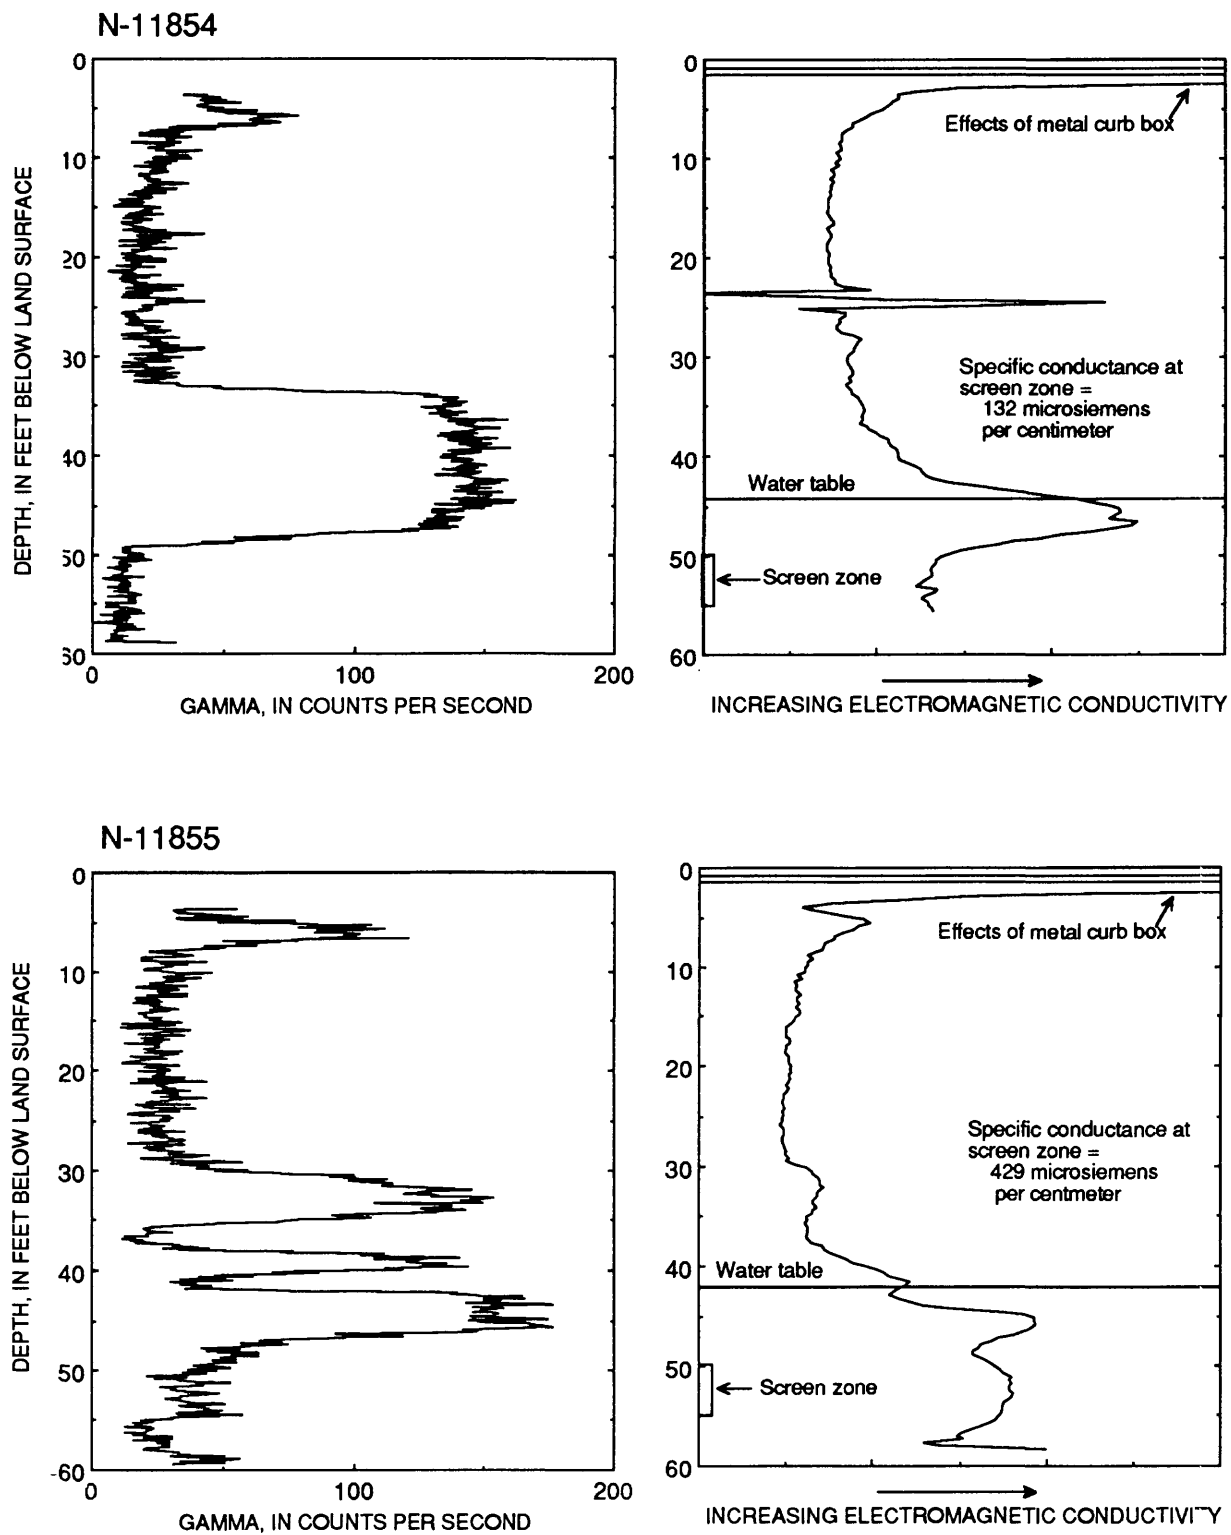 N-11854
0
10
20
30
40
50
60
0
100
200
DEPTH, IN FEET BELOW LAND SURFACE
GAMMA, IN COUNTS PER SECOND
0
10
20
30
40
50
60
Effects of metal curb box
Specific conductance at
screen zone =
132 microsiemens
per centimeter
Water table
Screen zone
INCREASING ELECTROMAGNETIC CONDUCTIVITY
N-11855
0
10
20
30
40
50
-60
0
100
200
DEPTH, IN FEET BELOW LAND SURFACE
GAMMA, IN COUNTS PER SECOND
0
10
20
30
40
50
60
Effects of metal curb box
Specific conductance at
screen zone =
429 microsiemens
per centmeter
Water table
Screen zone
INCREASING ELECTROMAGNETIC CONDUCTIVITY